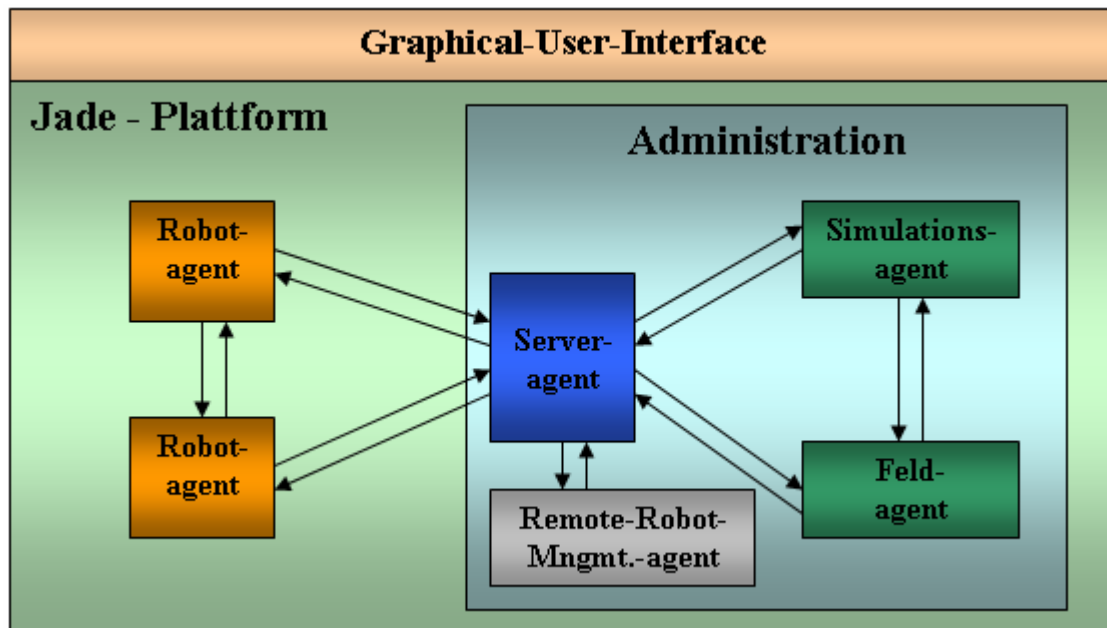 Graphical-User-Interface
Jade - Plattform
Administration
Robot-
agent
Simulations-
agent
Server-
agent
Robot-
agent
Feld-
agent
Remote-Robot-
Mngmt.-agent